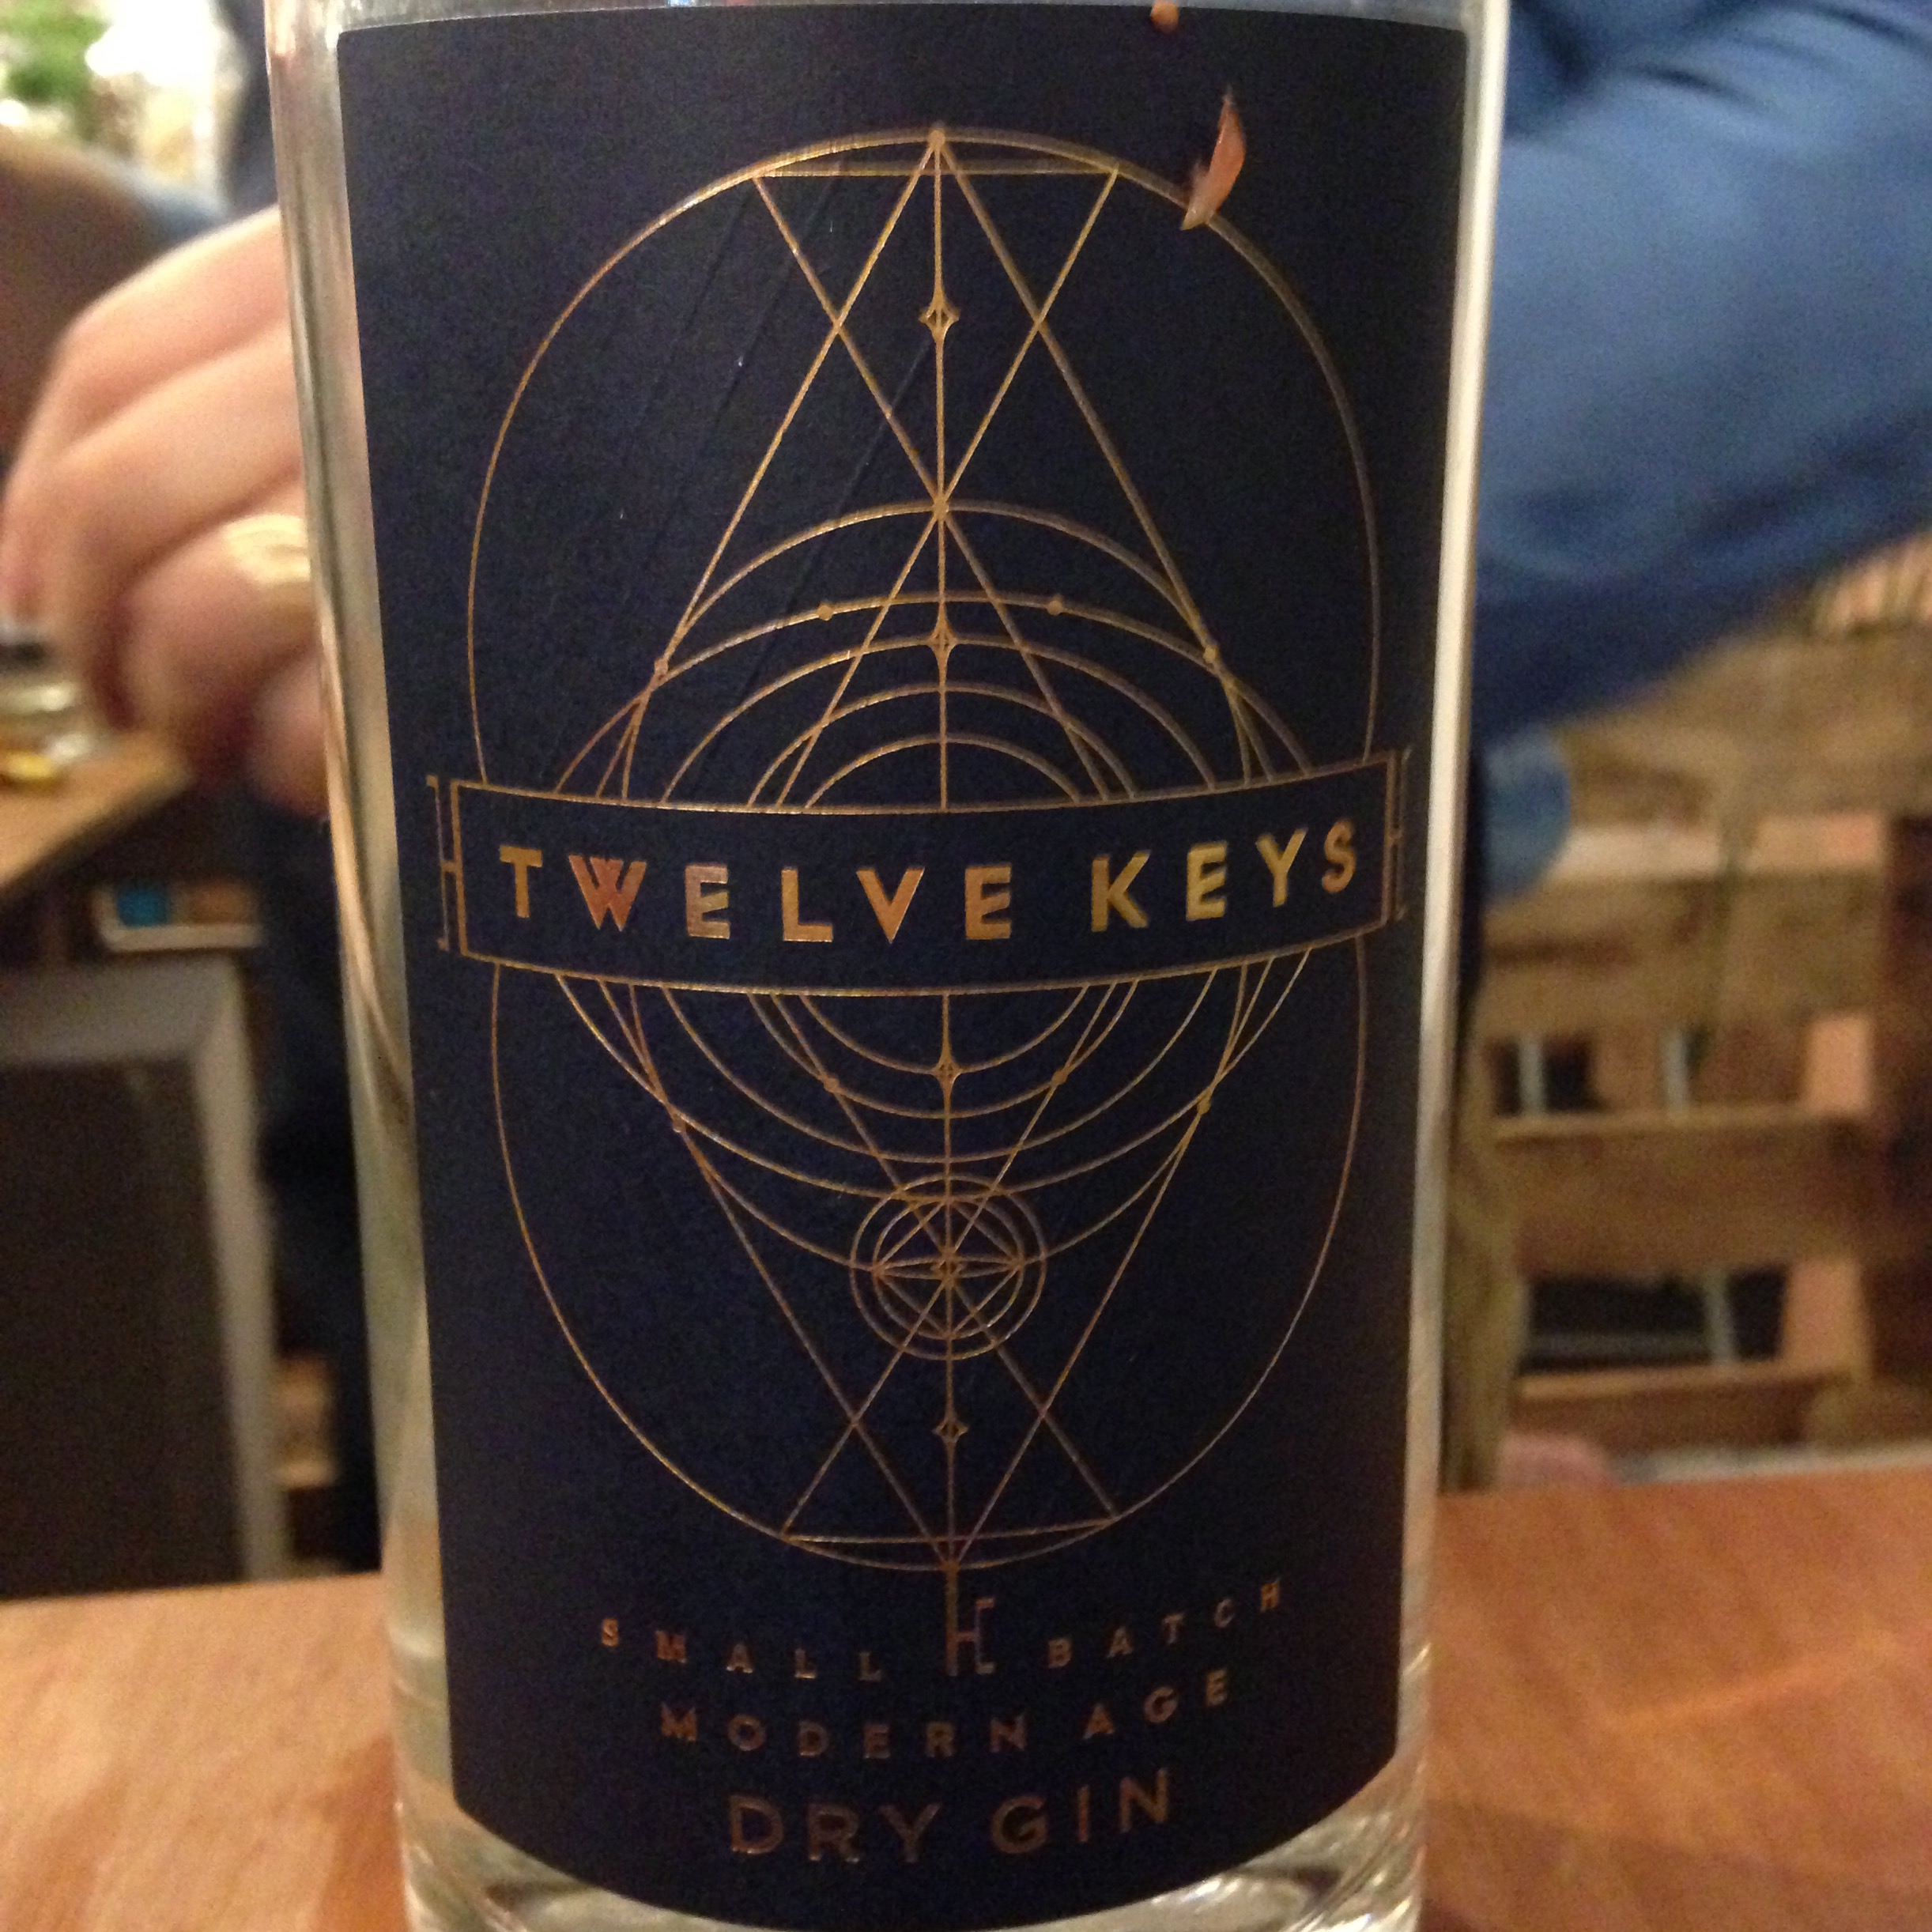 TWELVE KEYS
SMALL BATCH
MODERN AGE
DRY GIN